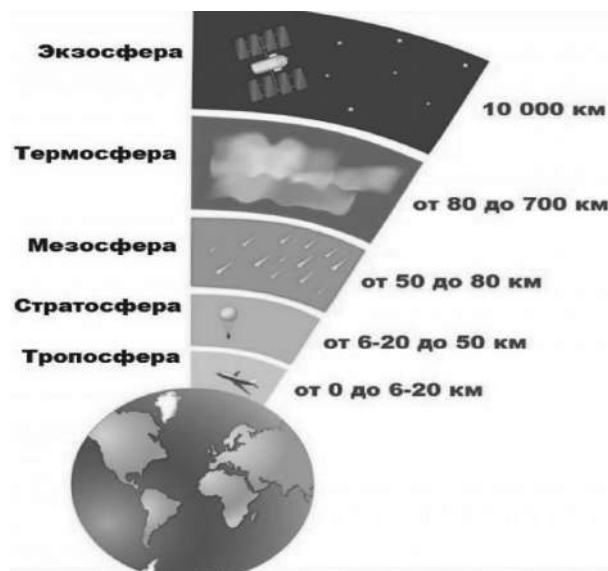 Экзосфера
10 000 км
Термосфера
от 80 до 700 км
Мезосфера
от 50 до 80 км
Стратосфера
от 6-20 до 50 км
Тропосфера
от 0 до 6-20 км